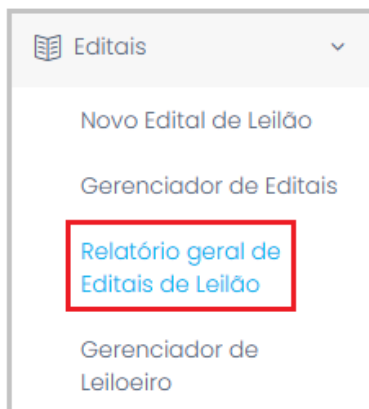 Editais
Novo Edital de Leilão
Gerenciador de Editais
Relatório geral de
Editais de Leilão
Gerenciador de
Leiloeiro